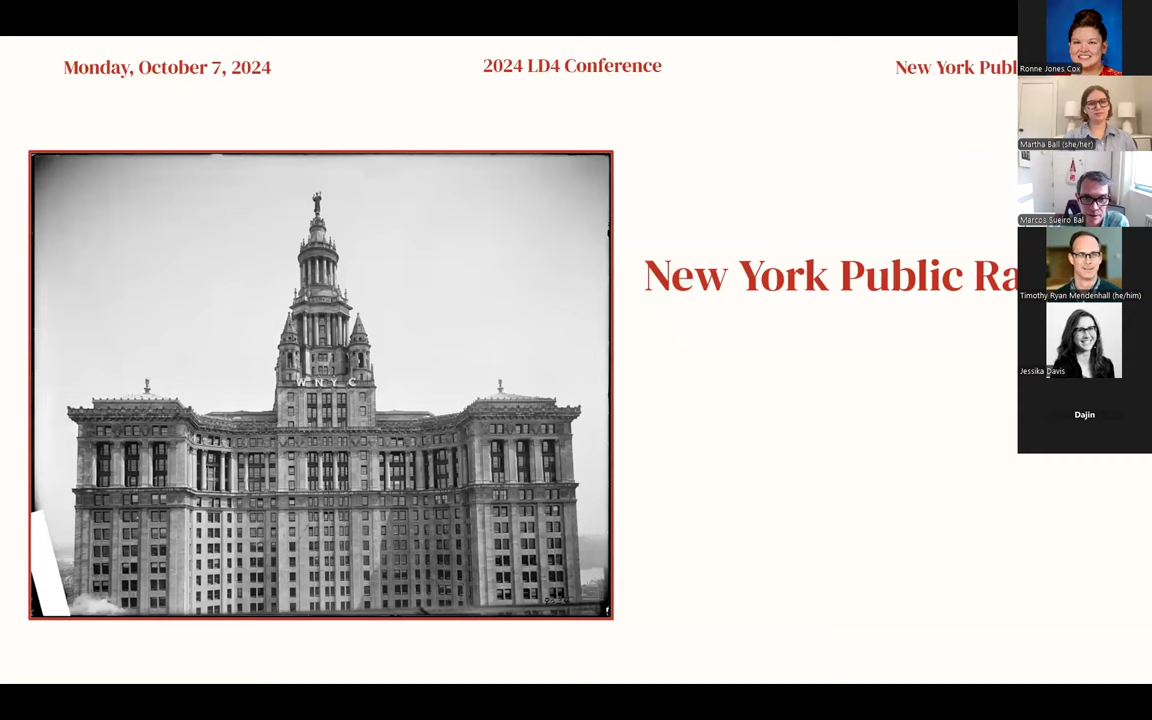 Monday, October 7, 2024
2024 LD4 Conference
New York Publ
New York Public Ra
W N Y C
Ronne Jones Cox
Martha Ball (she/her)
Marcos Sueiro Bal
Timothy Ryan Mendenhall (he/him)
Jessika Davis
Dajin